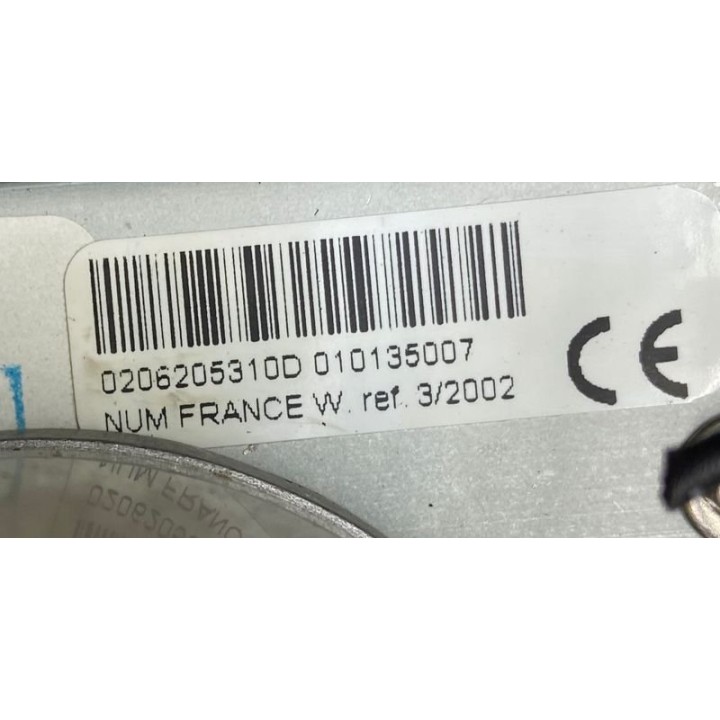 0206205310D 010135007
NUM FRANCE W. ref. 3/2002
CE